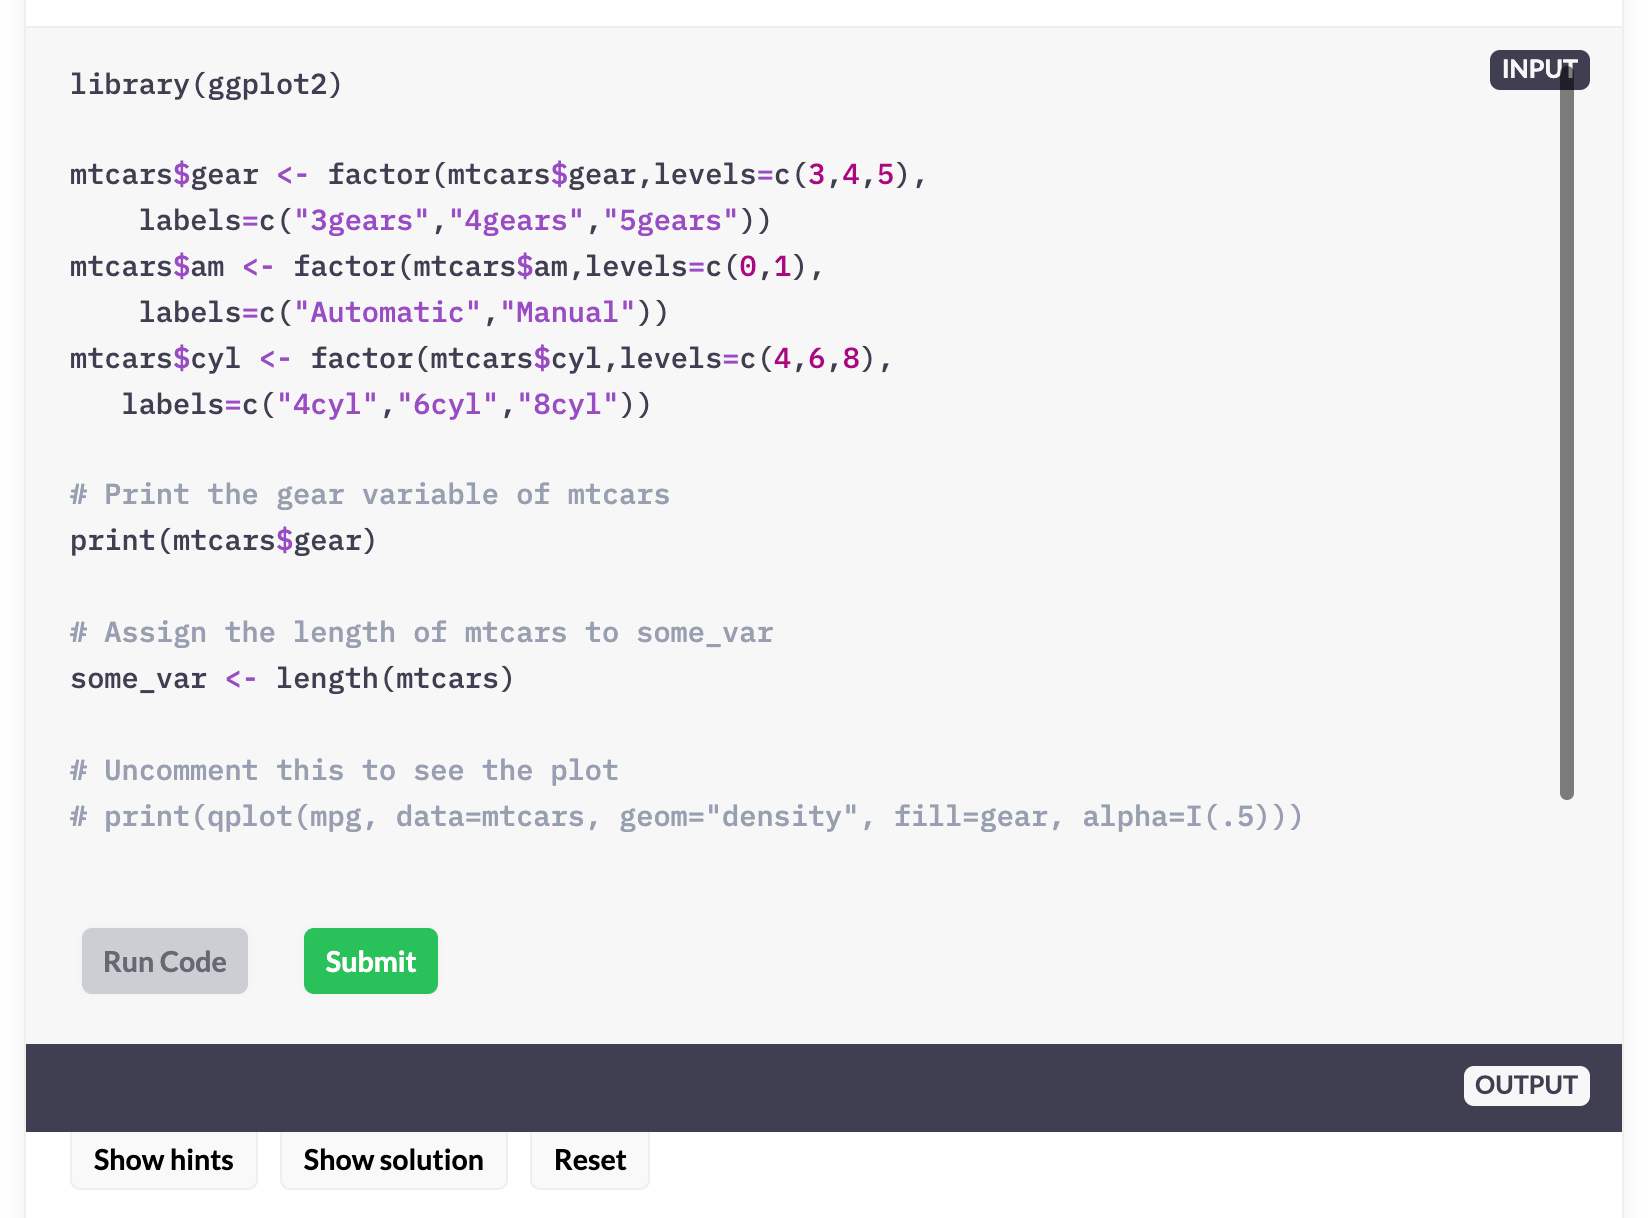 INPUT
library(ggplot2)
mtcars$gear <- factor(mtcars$gear,levels=c(3,4,5),
    labels=c("3gears","4gears","5gears"))
mtcars$am <- factor(mtcars$am,levels=c(0,1),
    labels=c("Automatic","Manual"))
mtcars$cyl <- factor(mtcars$cyl,levels=c(4,6,8),
   labels=c("4cyl","6cyl","8cyl"))
# Print the gear variable of mtcars
print(mtcars$gear)
# Assign the length of mtcars to some_var
some_var <- length(mtcars)
# Uncomment this to see the plot
# print(qplot(mpg, data=mtcars, geom="density", fill=gear, alpha=I(.5)))
Run Code Submit
OUTPUT
Show hints Show solution Reset